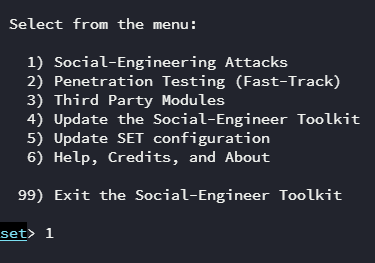 Select from the menu:
1) Social-Engineering Attacks
2) Penetration Testing (Fast-Track)
3) Third Party Modules
4) Update the Social-Engineer Toolkit
5) Update SET configuration
6) Help, Credits, and About
99) Exit the Social-Engineer Toolkit
set> 1